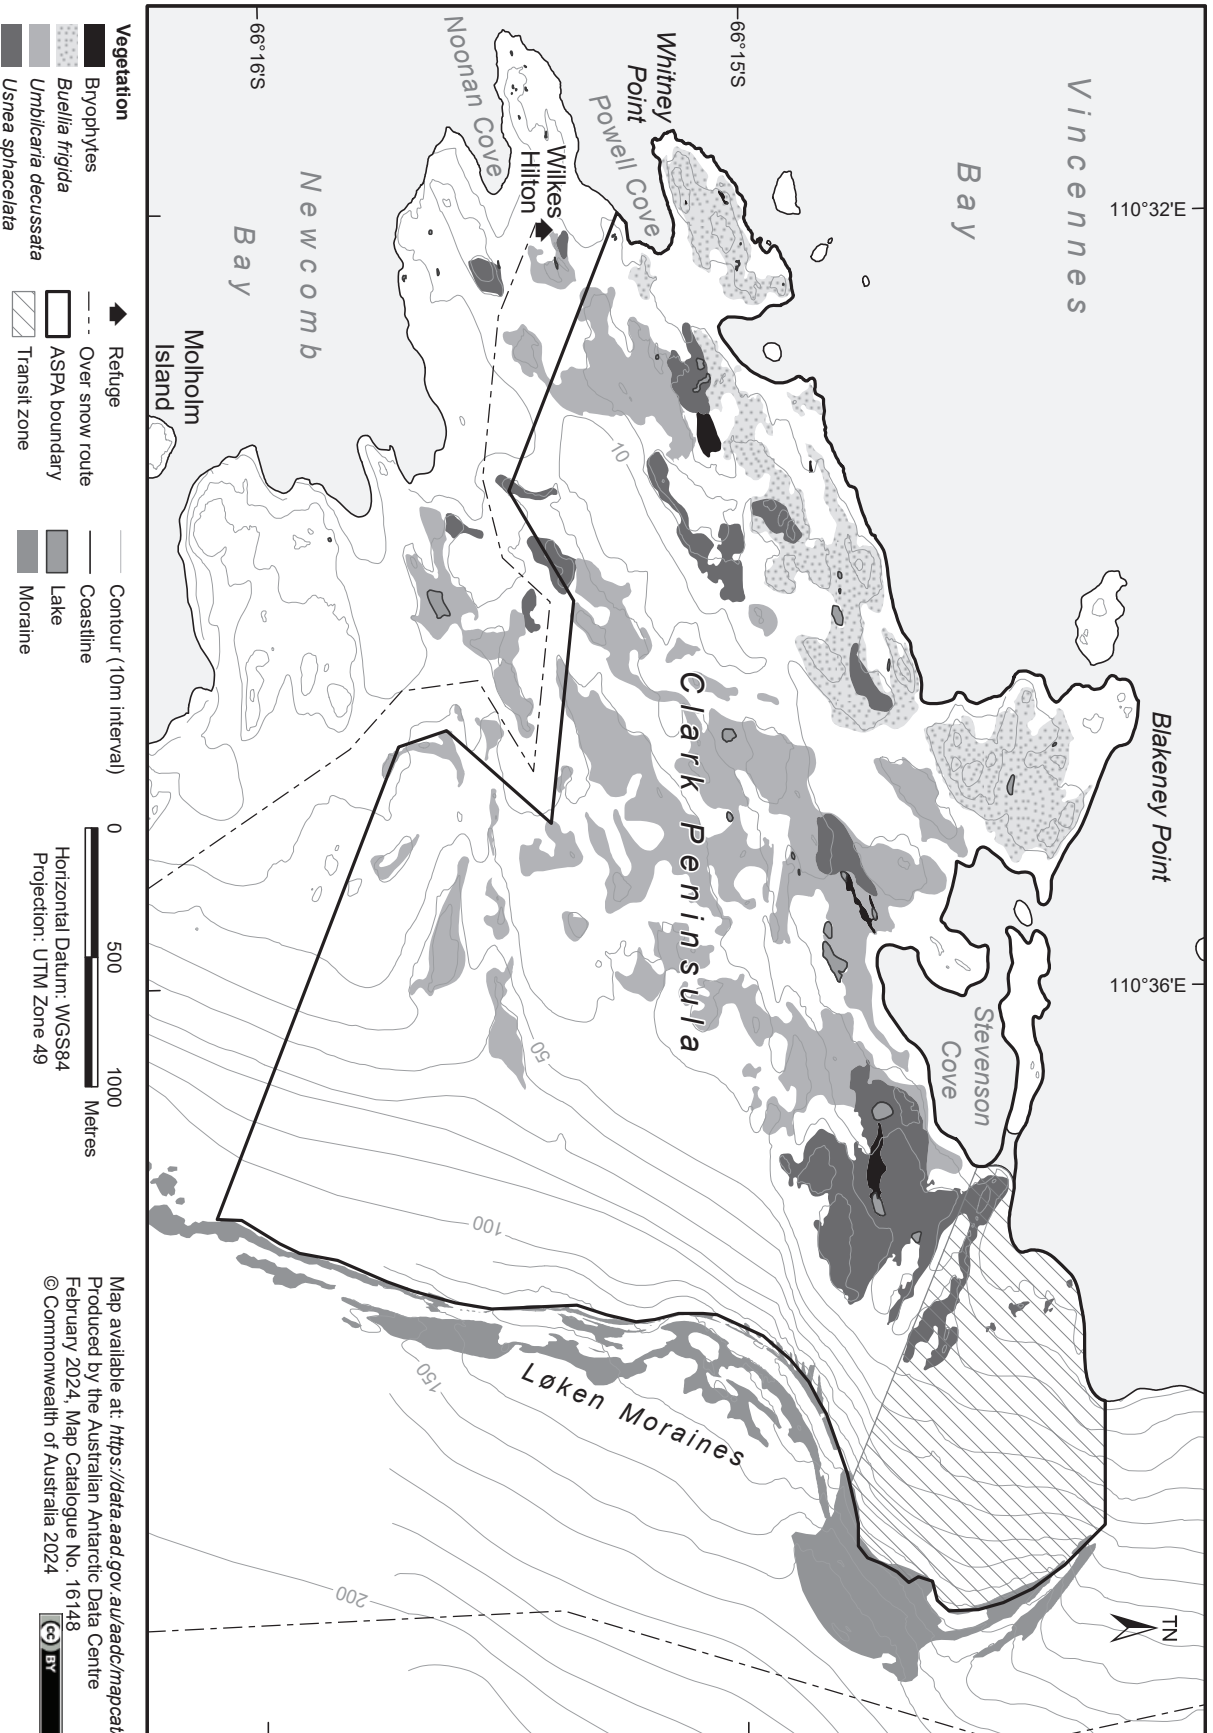 Vincennes
Bay
110°32'E
110°36'E
Blakeney Point
TN
Stevenson
Cove
66°15'S
Whitney
Point
Powell Cove
10
Clark Peninsula
Wilkes
Hilton
Noonan Cove
50
100
Løken Moraines
150
200
66°16'S
Newcomb
Bay
Molholm
Island
Vegetation
Bryophytes
Buellia frigida
Umbilicaria decussata
Usnea sphacelata
Refuge
Over snow route
ASPA boundary
Transit zone
Contour (10m interval)
Coastline
Lake
Moraine
0 500 1000 Metres
Horizontal Datum: WGS84
Projection: UTM Zone 49
Map available at: https://data.aad.gov.au/aadc/mapcat
Produced by the Australian Antarctic Data Centre
February 2024, Map Catalogue No. 16148
© Commonwealth of Australia 2024
cc BY